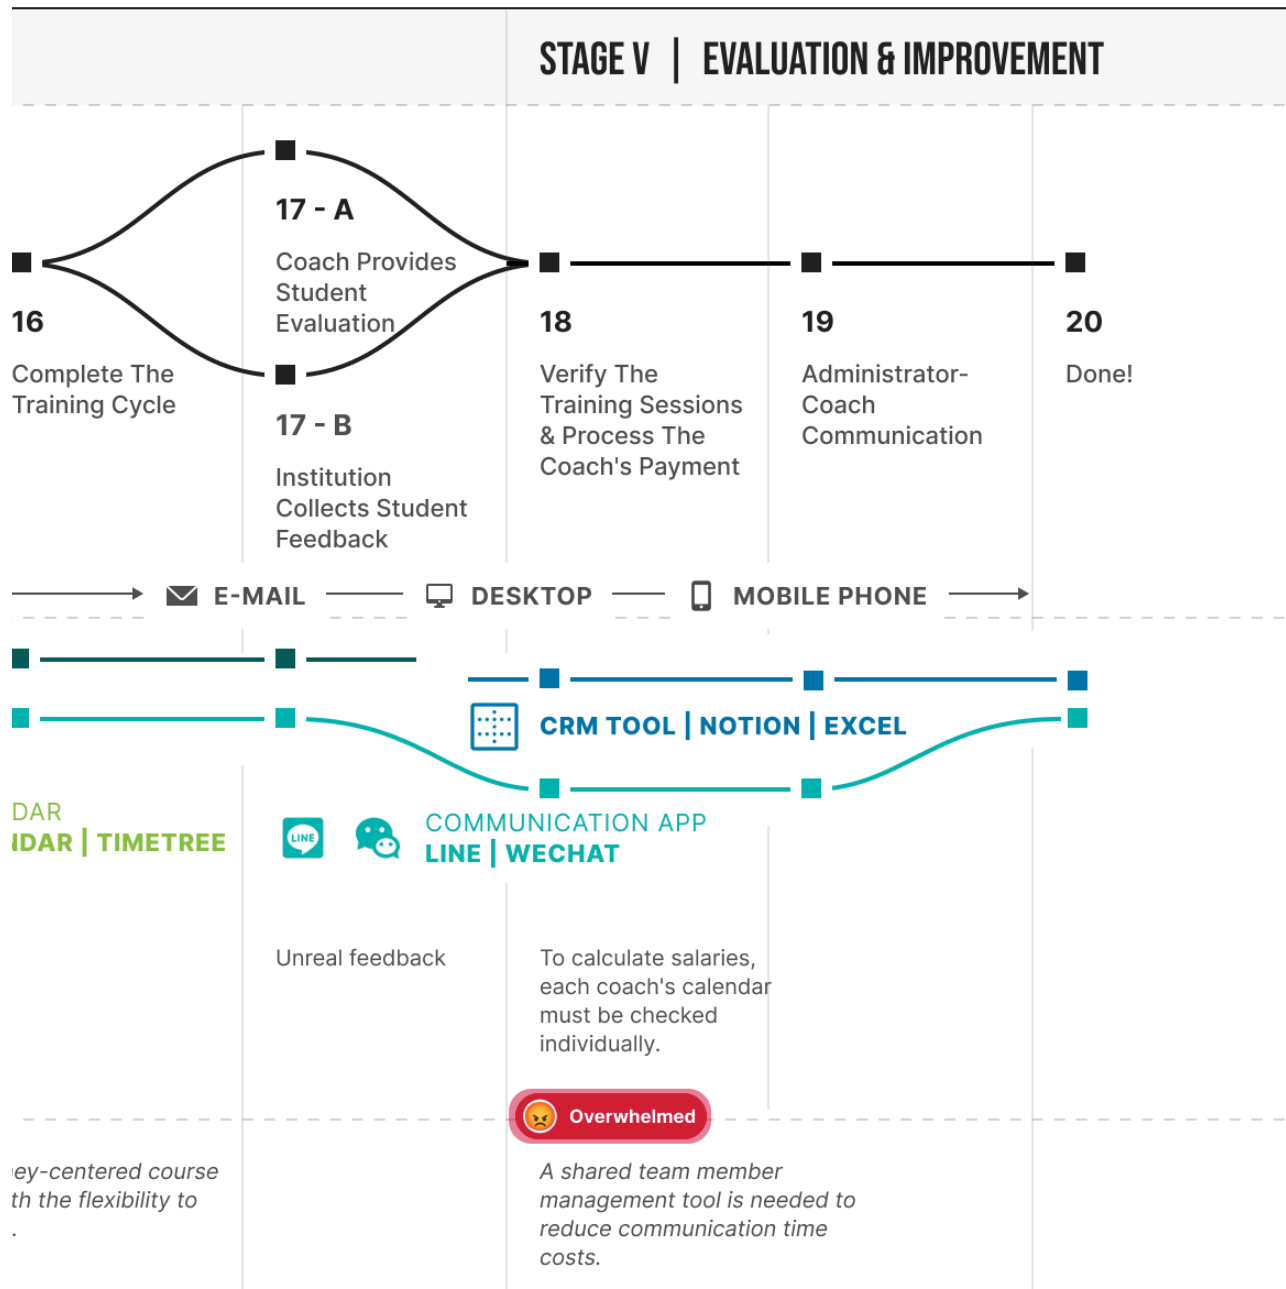 STAGE V | EVALUATION & IMPROVEMENT
16
Complete The
Training Cycle
17 - A
Coach Provides
Student
Evaluation
17 - B
Institution
Collects Student
Feedback
18
Verify The
Training Sessions
& Process The
Coach's Payment
19
Administrator-
Coach
Communication
20
Done!
E-MAIL
DESKTOP
MOBILE PHONE
CRM TOOL | NOTION | EXCEL
DAR
NDAR | TIMETREE
LINE
COMMUNICATION APP
LINE | WECHAT
Unreal feedback
To calculate salaries,
each coach's calendar
must be checked
individually.
Overwhelmed
ey-centered course
th the flexibility to
.
A shared team member
management tool is needed to
reduce communication time
costs.